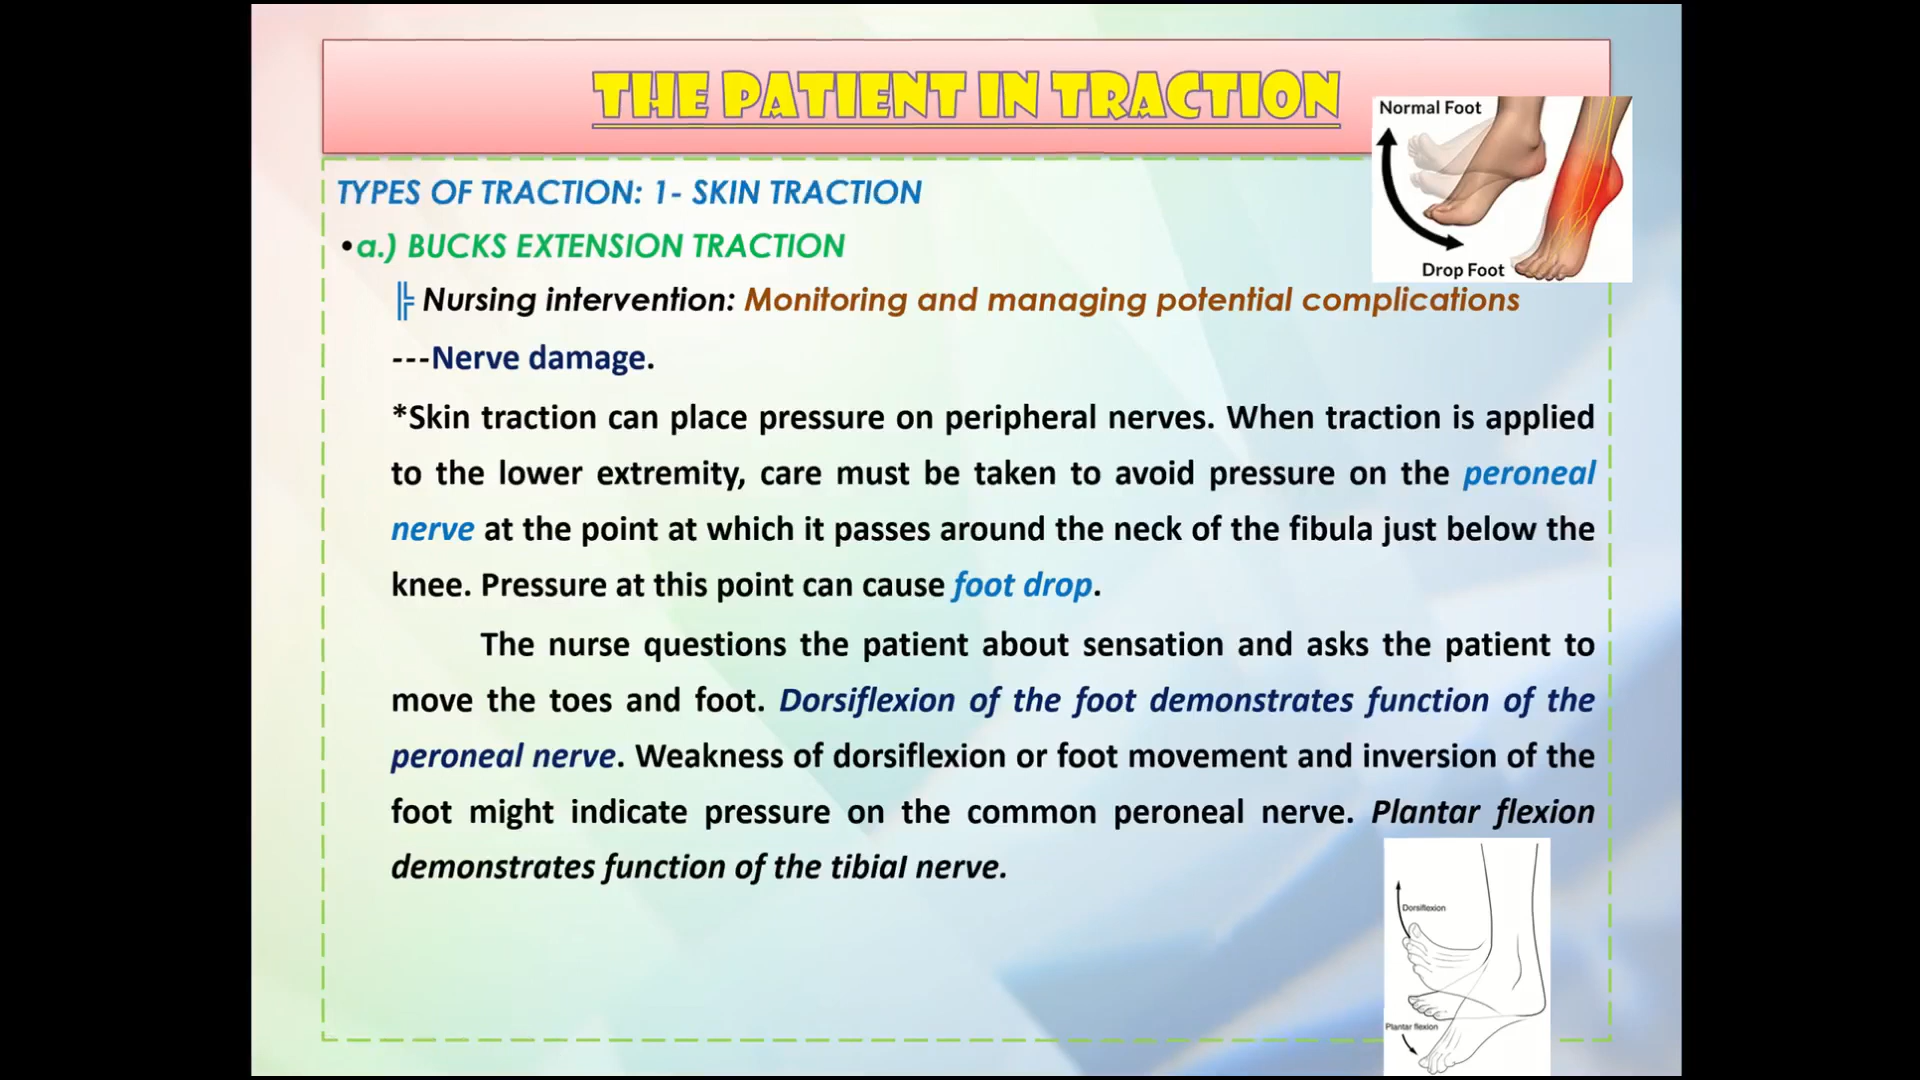 THE PATIENT IN TRACTION
Normal Foot
Drop Foot
TYPES OF TRACTION: 1- SKIN TRACTION
•a.) BUCKS EXTENSION TRACTION
Nursing intervention: Monitoring and managing potential complications
---Nerve damage.
*Skin traction can place pressure on peripheral nerves. When traction is applied
to the lower extremity, care must be taken to avoid pressure on the peroneal
nerve at the point at which it passes around the neck of the fibula just below the
knee. Pressure at this point can cause foot drop.
The nurse questions the patient about sensation and asks the patient to
move the toes and foot. Dorsiflexion of the foot demonstrates function of the
peroneal nerve. Weakness of dorsiflexion or foot movement and inversion of the
foot might indicate pressure on the common peroneal nerve. Plantar flexion
demonstrates function of the tibial nerve.
Dorsiflexion
Plantar flexion